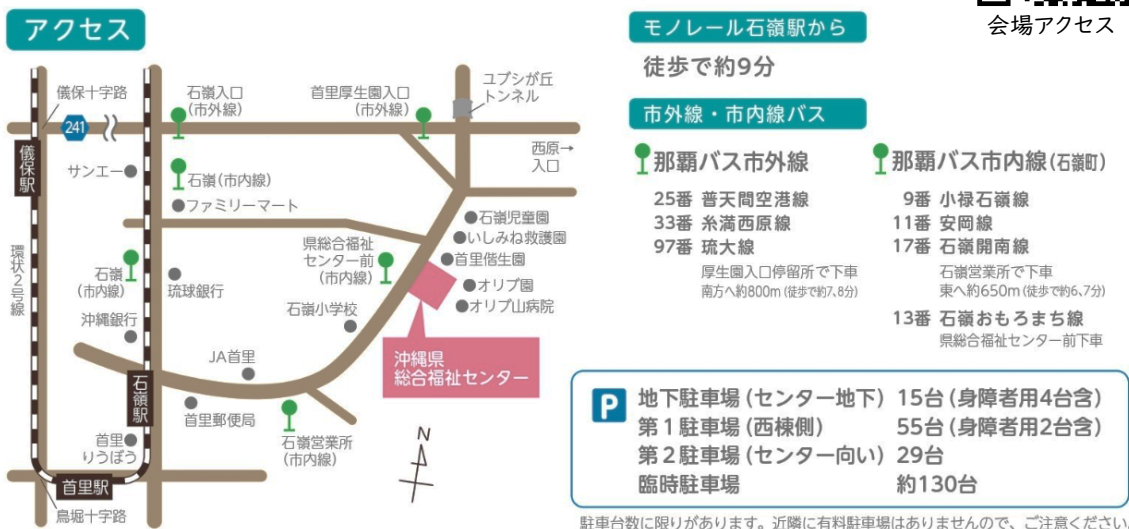 会場アクセス
アクセス
儀保十字路
石嶺入口
(市外線)
首里厚生園入口
(市外線)
ユプシが丘
トンネル
241
西原→
入口
儀保駅
サンエー
石嶺(市内線)
ファミリーマート
環状2号線
石嶺
(市内線)
琉球銀行
県総合福祉
センター前
(市内線)
石嶺児童園
いしみね救護園
首里偕生園
オリブ園
オリブ山病院
沖縄銀行
石嶺小学校
JA首里
沖縄県
総合福祉センター
石嶺駅
首里郵便局
石嶺営業所
(市内線)
首里
りうぼう
首里駅
鳥堀十字路
N
モノレール石嶺駅から
徒歩で約9分
市外線・市内線バス
那覇バス市外線
25番 普天間空港線
33番 糸満西原線
97番 琉大線
厚生園入口停留所で下車
南方へ約800m(徒歩で約7、8分)
那覇バス市内線(石嶺町)
9番 小禄石嶺線
11番 安岡線
17番 石嶺開南線
石嶺営業所で下車
東へ約650m(徒歩で約6、7分)
13番 石嶺おもろまち線
県総合福祉センター前下車
P
地下駐車場(センター地下) 15台(身障者用4台含)
第1駐車場(西棟側) 55台(身障者用2台含)
第2駐車場(センター向い) 29台
臨時駐車場 約130台
駐車台数に限りがあります。近隣に有料駐車場はありませんので、ご注意ください